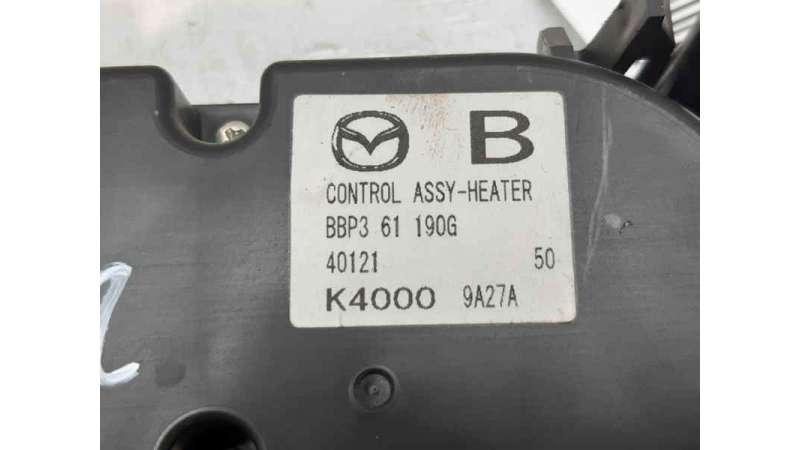 B
CONTROL ASSY-HEATER
BBP3 61 190G
40121 50
K4000 9A27A